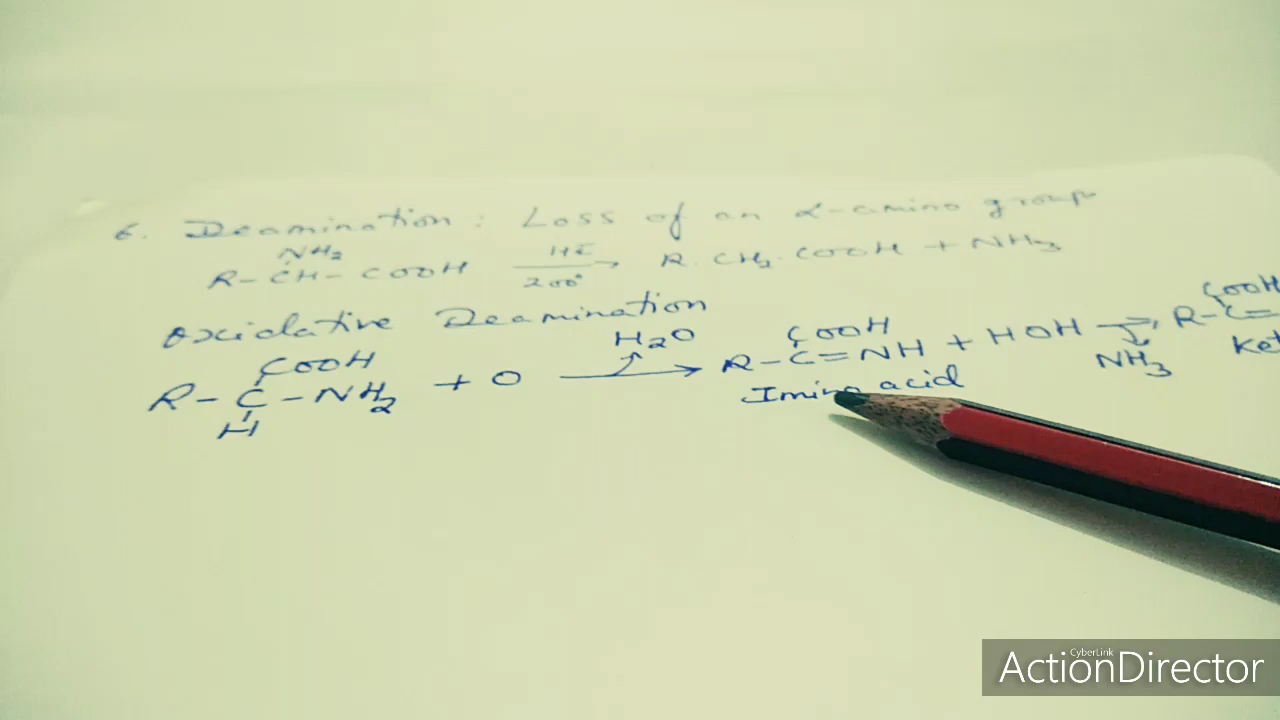 6. Deamination : Loss of an α-amino group
NH₂
R-CH-COOH HI 200° → R.CH₂.COOH + NH₃
Oxidative Deamination
COOH H₂O COOH COOH
R-C-NH₂ + O → R-C=NH + HOH → R-C=
H Imino acid NH₃ Ket
CyberLink
ActionDirector